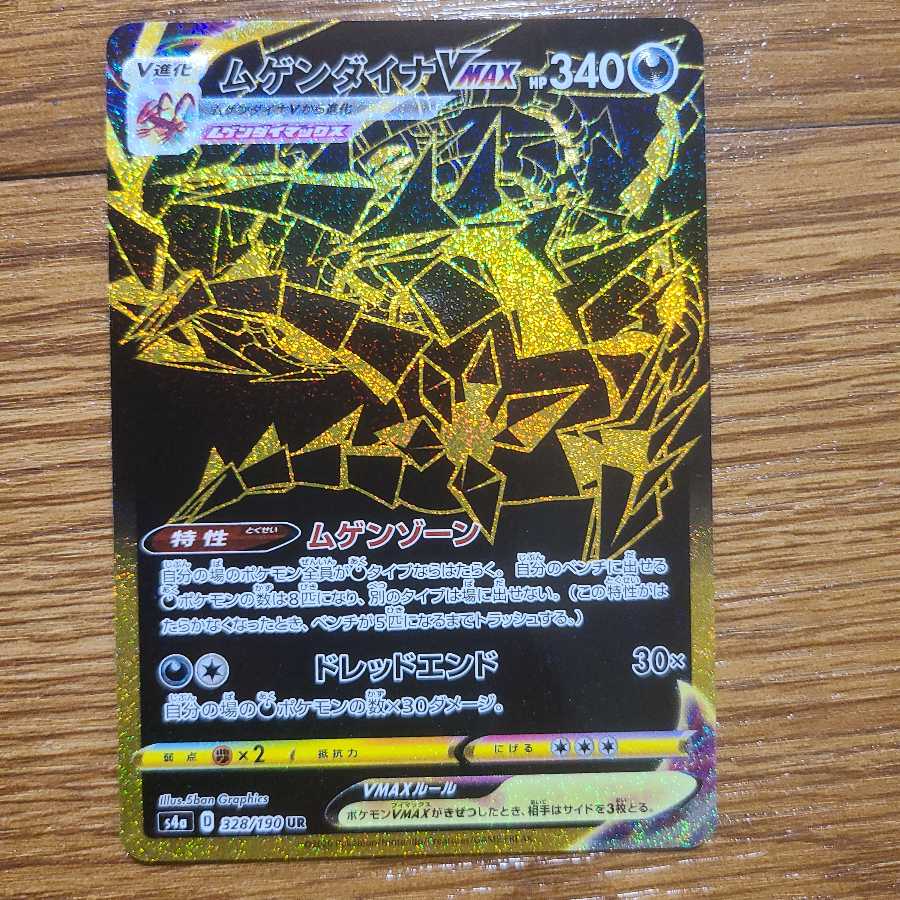 V進化 ムゲンダイナVMAX HP340
ムゲンダイナVから進化
ムゲンダイマックス
特性 とくせい ムゲンゾーン
自分の場のポケモン全員がタイプならはたらく。自分のベンチに出せる
ポケモンの数は8匹になり、別のタイプは場に出せない。（この特性がは
たらかなくなったとき、ベンチが5匹になるまでトラッシュする。）
ドレッドエンド 30×
自分の場のポケモンの数×30ダメージ。
弱点 ×2 抵抗力 にげる
VMAXルール
ポケモンVMAXがきぜつしたとき、相手はサイドを3枚とる。
Illus.5ban Graphics
s4a D 328/190 UR